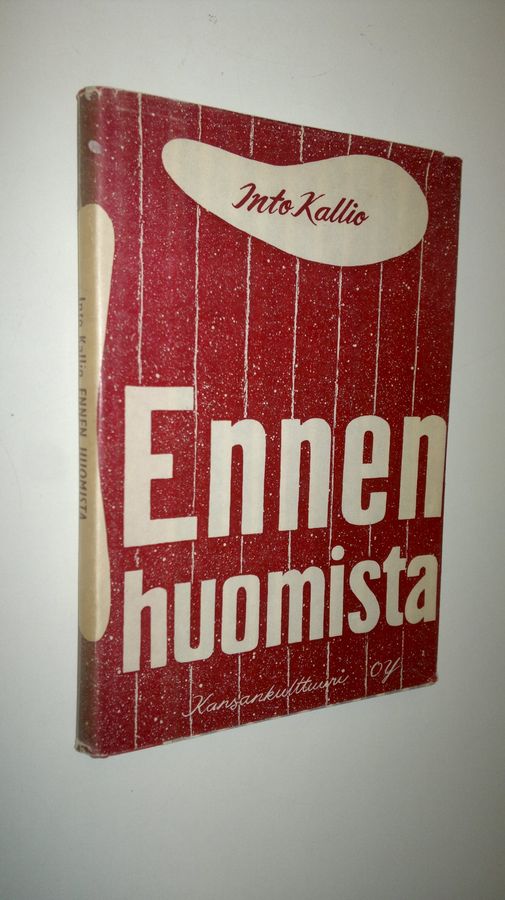 Into Kallio
Ennen
huomista
Kansankulttuuri OY
Into Kallio ENNEN HUOMISTA